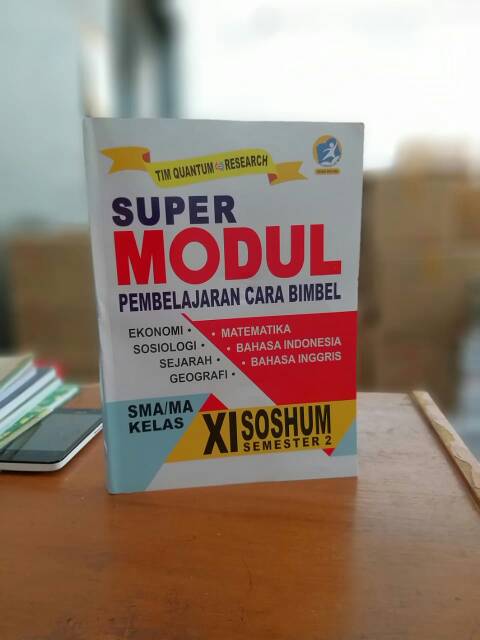 TIM QUANTUM RESEARCH
SUPER
MODUL
PEMBELAJARAN CARA BIMBEL
EKONOMI •
SOSIOLOGI •
SEJARAH •
GEOGRAFI •
• MATEMATIKA
• BAHASA INDONESIA
• BAHASA INGGRIS
SMA/MA
KELAS
XI SOSHUM
SEMESTER 2